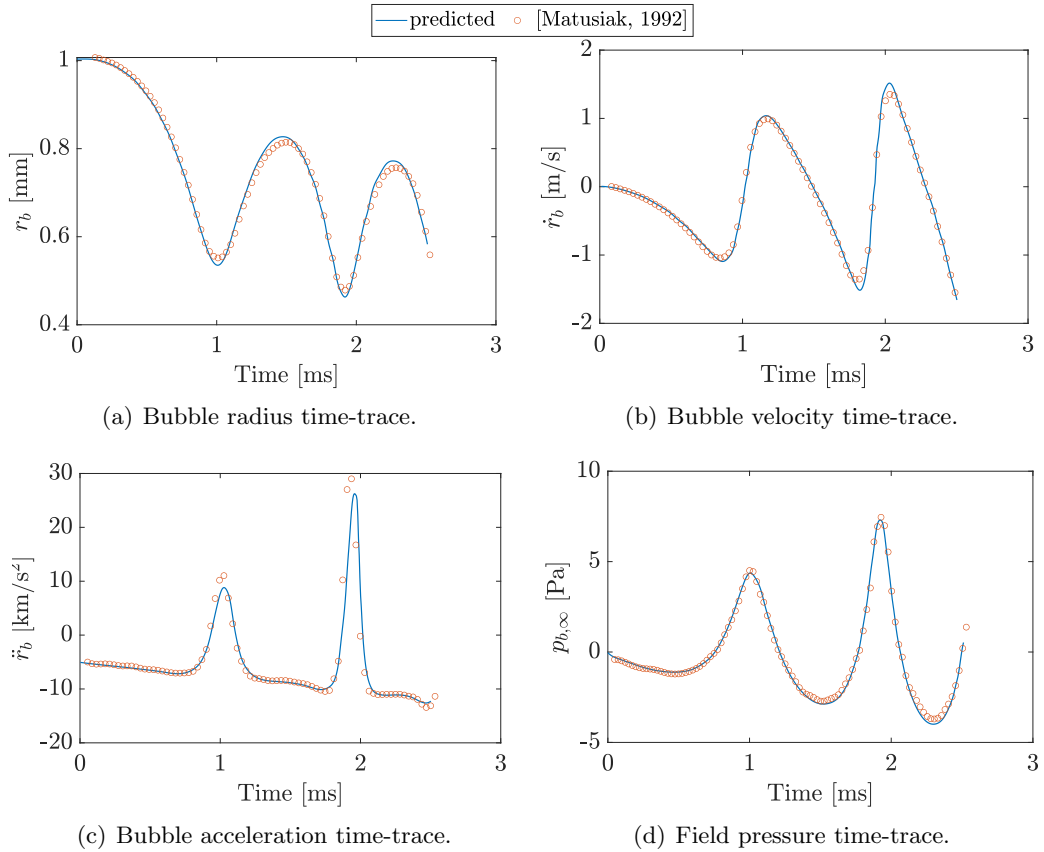 predicted [Matusiak, 1992]
1
0.8
0.6
0.4
r_b [mm]
0 1 2 3
Time [ms]
(a) Bubble radius time-trace.
2
1
0
-1
-2
ṙ_b [m/s]
0 1 2 3
Time [ms]
(b) Bubble velocity time-trace.
30
20
10
0
-10
-20
r̈_b [km/s²]
0 1 2 3
Time [ms]
(c) Bubble acceleration time-trace.
10
5
0
-5
p_{b,∞} [Pa]
0 1 2 3
Time [ms]
(d) Field pressure time-trace.